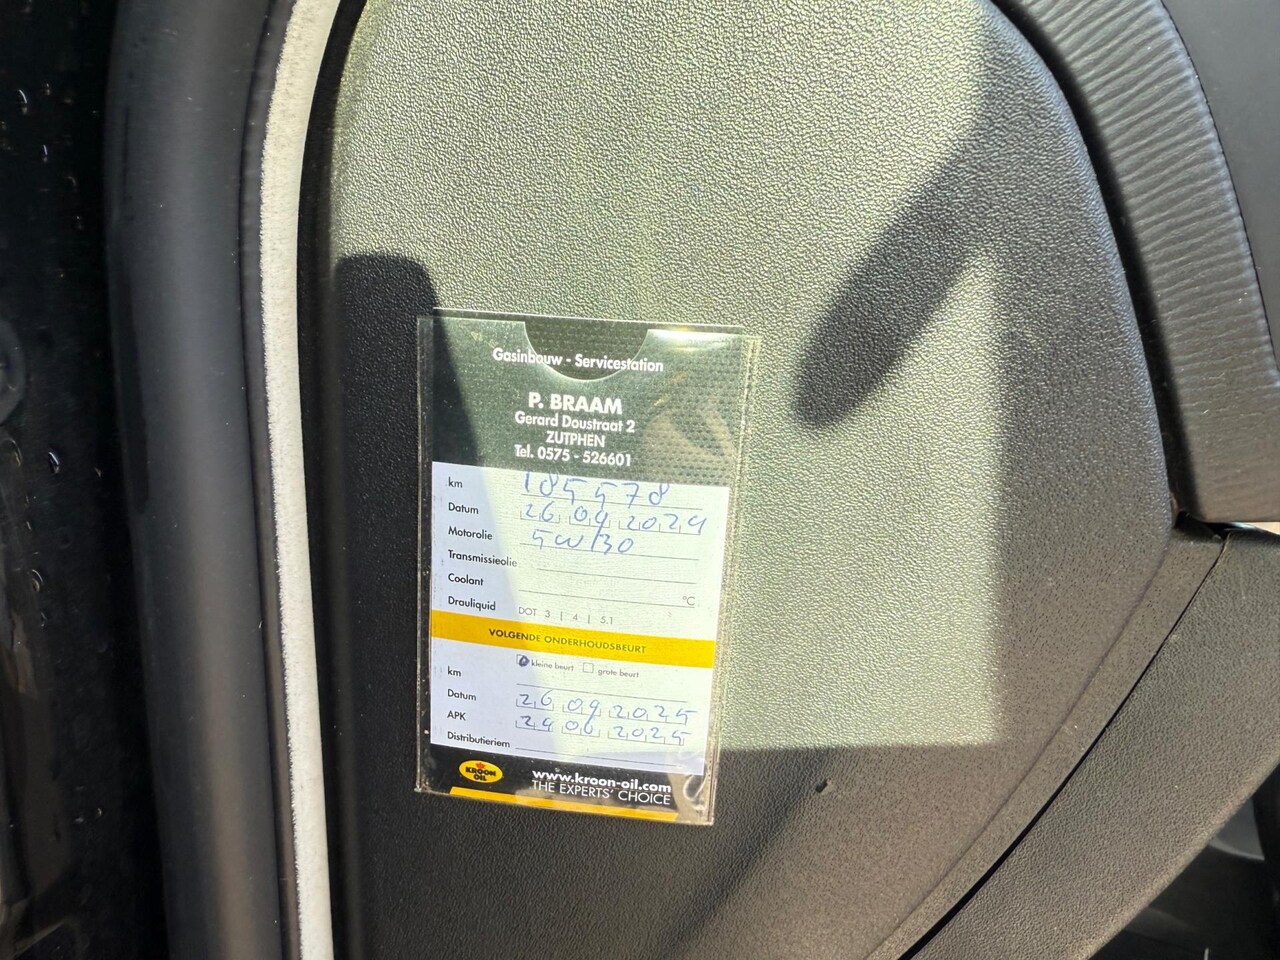 Gasinbouw - Servicestation
P. BRAAM
Gerard Doustraat 2
ZUTPHEN
Tel. 0575 - 526601
km 185578
Datum 26 09 2024
Motorolie 5W30
Transmissieolie
Coolant °C
Drauliquid DOT 3 | 4 | 5.1
VOLGENDE ONDERHOUDSBEURT
kleine beurt grote beurt
km
Datum 26 09 2025
APK 24 06 2025
Distributieriem
KROON OIL
www.kroon-oil.com
THE EXPERTS' CHOICE